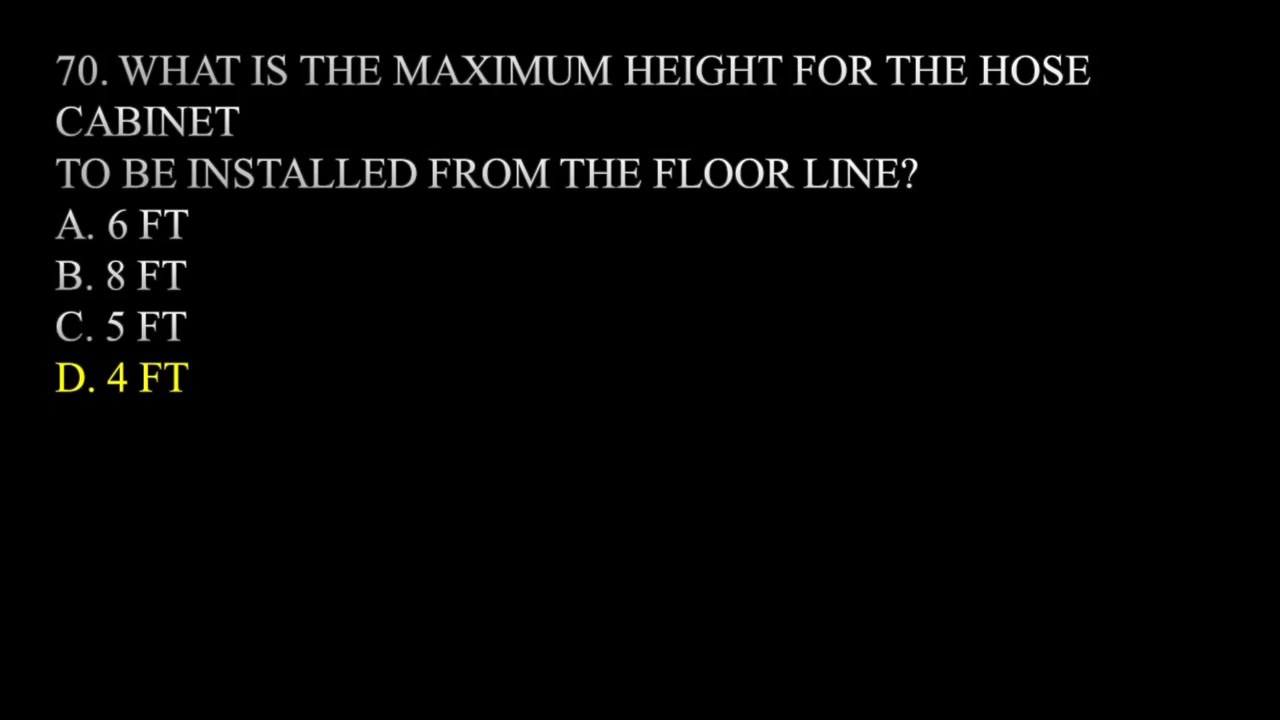 70. WHAT IS THE MAXIMUM HEIGHT FOR THE HOSE
CABINET
TO BE INSTALLED FROM THE FLOOR LINE?
A. 6 FT
B. 8 FT
C. 5 FT
D. 4 FT